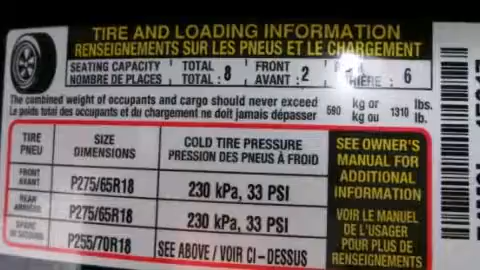 TIRE AND LOADING INFORMATION
RENSEIGNEMENTS SUR LES PNEUS ET LE CHARGEMENT
SEATING CAPACITY TOTAL FRONT
NOMBRE DE PLACES TOTAL : 8 AVANT : 2 : 6
The combined weight of occupants and cargo should never exceed 590 kg or 1310 lbs.
Le poids total des occupants et du chargement ne doit jamais dépasser kg ou lb.
TIRE SIZE COLD TIRE PRESSURE
PNEU DIMENSIONS PRESSION DES PNEUS À FROID
FRONT
AVANT P275/65R18 230 kPa, 33 PSI
REAR
ARRIÈRE P275/65R18 230 kPa, 33 PSI
SPARE
DE SECOURS P255/70R18 SEE ABOVE / VOIR CI-DESSUS
SEE OWNER'S
MANUAL FOR
ADDITIONAL
INFORMATION
VOIR LE MANUEL
DE L'USAGER
POUR PLUS DE
RENSEIGNEMENTS